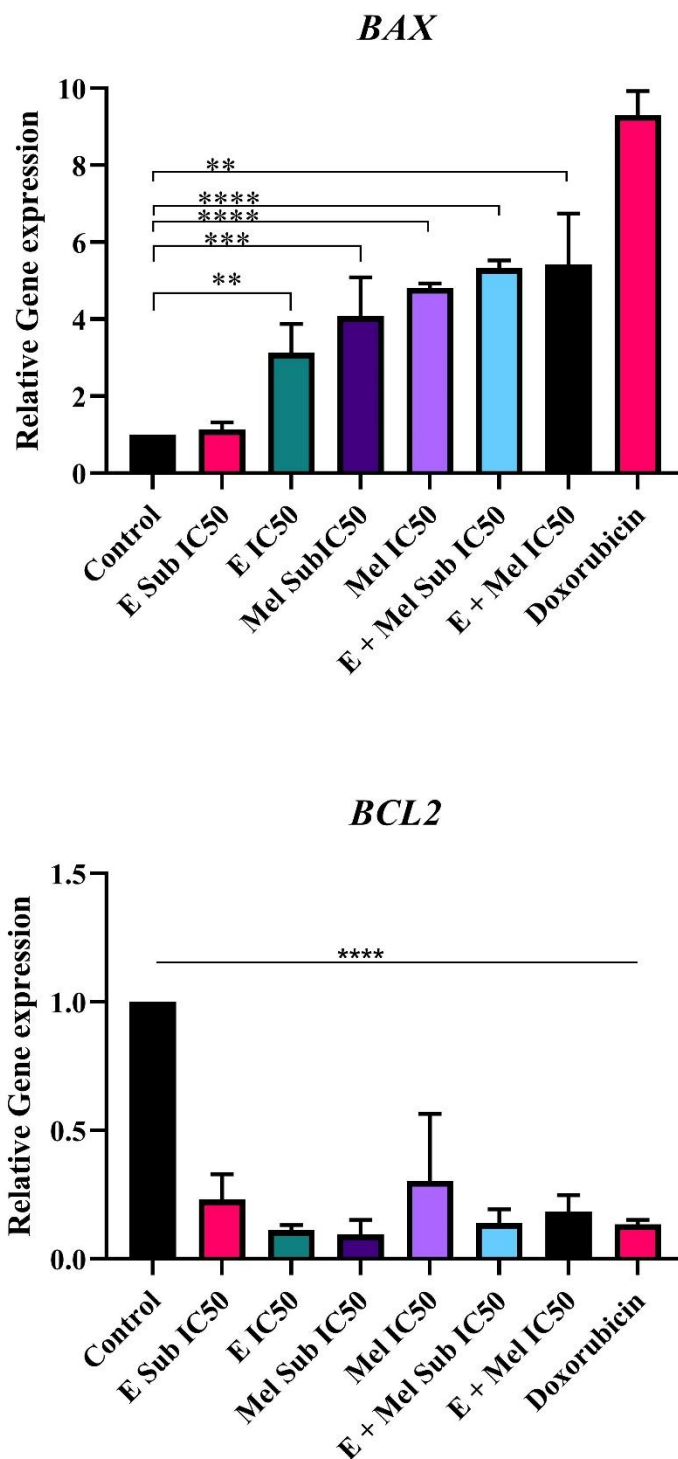 BAX
Relative Gene expression
10
8
6
4
2
0
**
****
****
***
**
Control
E Sub IC50
E IC50
Mel SubIC50
Mel IC50
E + Mel Sub IC50
E + Mel IC50
Doxorubicin
BCL2
Relative Gene expression
1.5
1.0
0.5
0.0
****
Control
E Sub IC50
E IC50
Mel Sub IC50
Mel IC50
E + Mel Sub IC50
E + Mel IC50
Doxorubicin